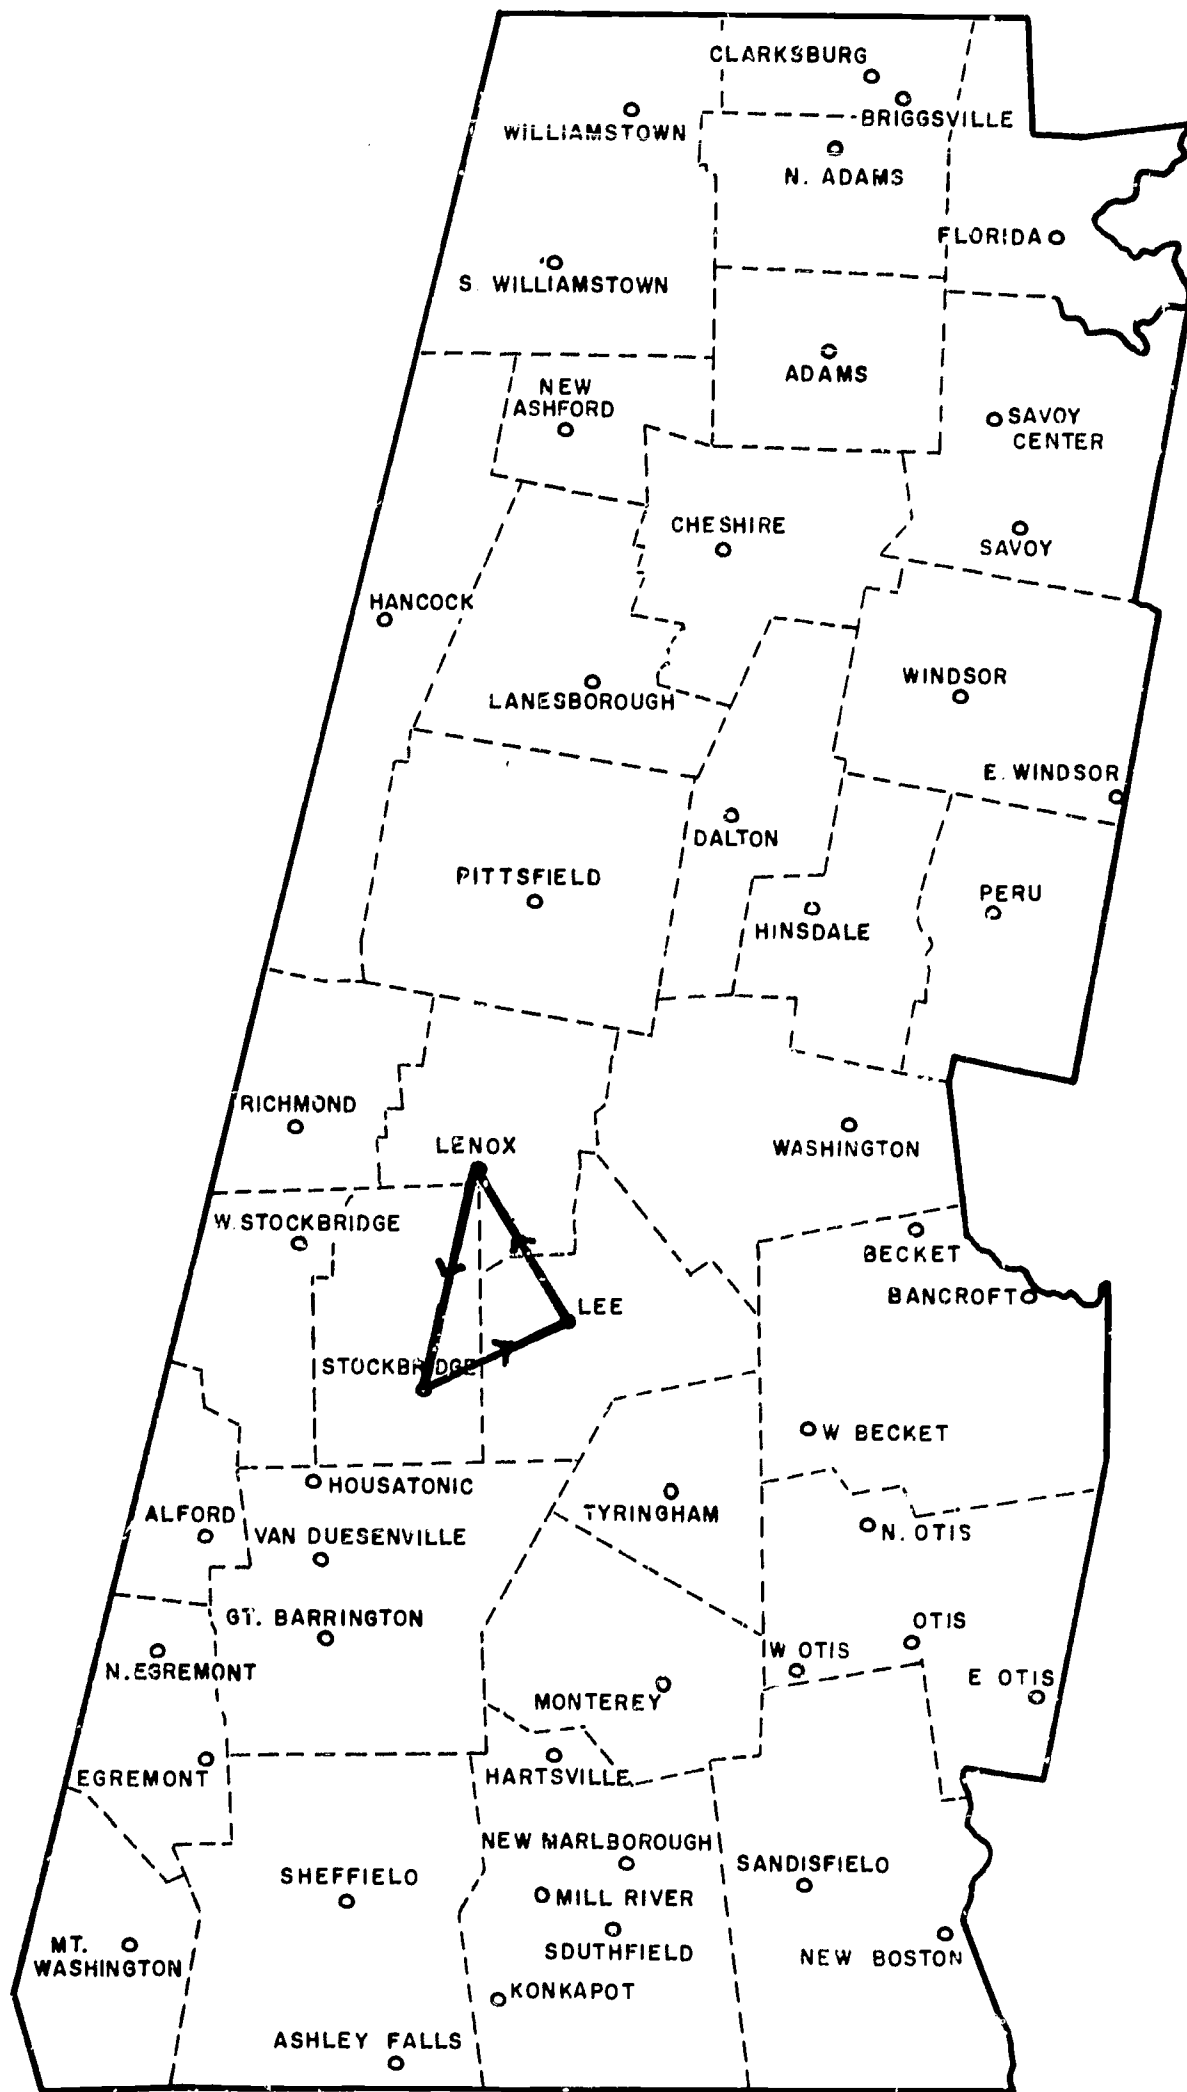 CLARKSBURG
BRIGGSVILLE
WILLIAMSTOWN
N. ADAMS
FLORIDA
S. WILLIAMSTOWN
ADAMS
NEW
ASHFORD
SAVOY
CENTER
CHESHIRE
SAVOY
HANCOCK
WINDSOR
LANESBOROUGH
E. WINDSOR
DALTON
PITTSFIELD
PERU
HINSDALE
RICHMOND
LENOX
WASHINGTON
W. STOCKBRIDGE
BECKET
BANCROFT
LEE
STOCKBRIDGE
W BECKET
HOUSATONIC
ALFORD
TYRINGHAM
VAN DUESENVILLE
N. OTIS
GT. BARRINGTON
OTIS
W OTIS
N. EGREMONT
E OTIS
MONTEREY
EGREMONT
HARTSVILLE
NEW MARLBOROUGH
SANDISFIELD
SHEFFIELD
MILL RIVER
MT.
WASHINGTON
SOUTHFIELD
NEW BOSTON
KONKAPOT
ASHLEY FALLS